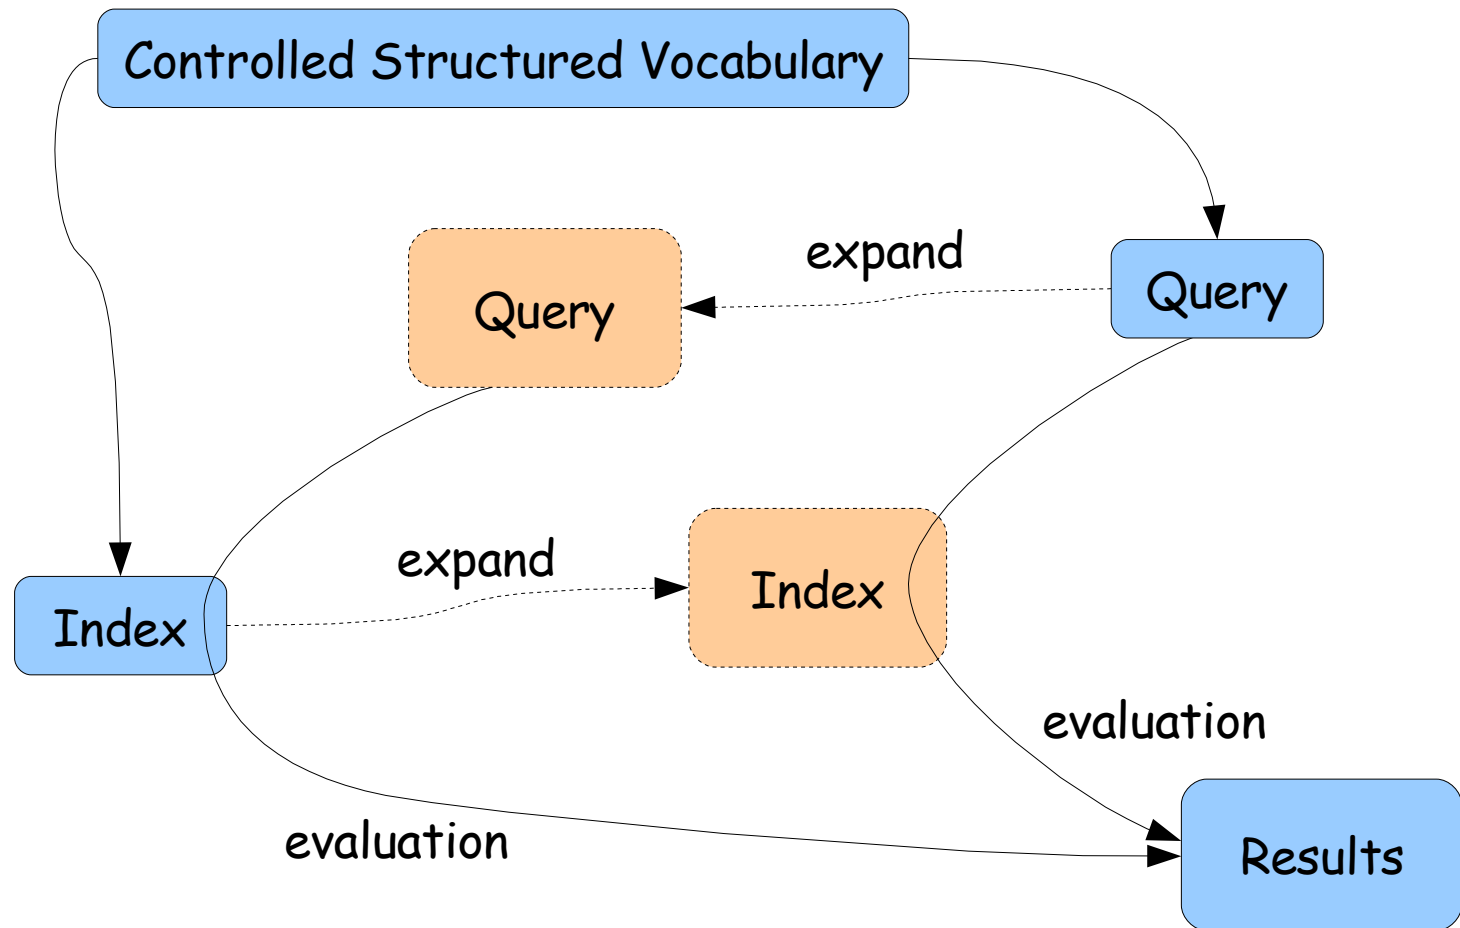 Controlled Structured Vocabulary
expand
Query
Query
expand
Index
Index
evaluation
evaluation
Results